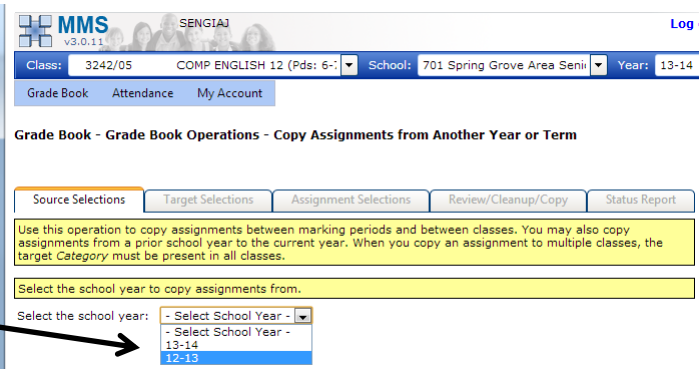 MMS
v3.0.11
SENGIAJ
Log
Class: 3242/05 COMP ENGLISH 12 (Pds: 6- School: 701 Spring Grove Area Seni Year: 13-14
Grade Book Attendance My Account
Grade Book - Grade Book Operations - Copy Assignments from Another Year or Term
Source Selections Target Selections Assignment Selections Review/Cleanup/Copy Status Report
Use this operation to copy assignments between marking periods and between classes. You may also copy
assignments from a prior school year to the current year. When you copy an assignment to multiple classes, the
target Category must be present in all classes.
Select the school year to copy assignments from.
Select the school year: - Select School Year -
- Select School Year -
13-14
12-13